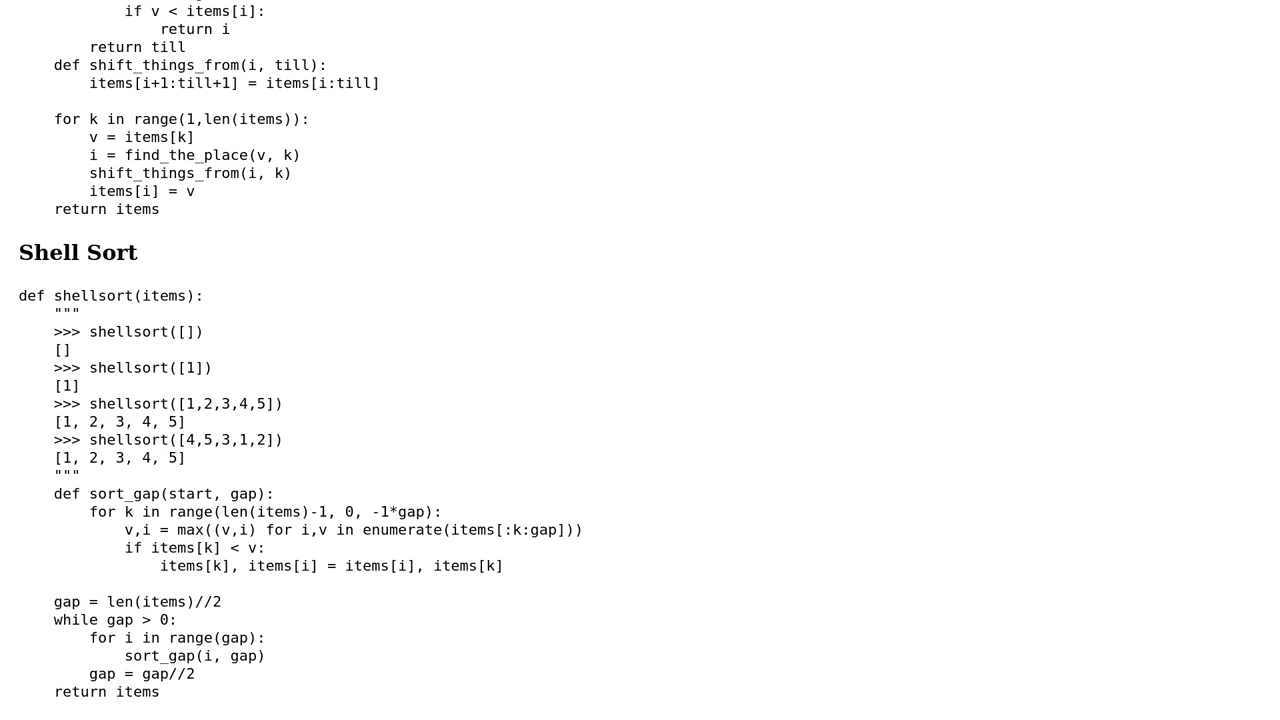 if v < items[i]:
                return i
        return till
    def shift_things_from(i, till):
        items[i+1:till+1] = items[i:till]

    for k in range(1,len(items)):
        v = items[k]
        i = find_the_place(v, k)
        shift_things_from(i, k)
        items[i] = v
    return items
Shell Sort
def shellsort(items):
    """
    >>> shellsort([])
    []
    >>> shellsort([1])
    [1]
    >>> shellsort([1,2,3,4,5])
    [1, 2, 3, 4, 5]
    >>> shellsort([4,5,3,1,2])
    [1, 2, 3, 4, 5]
    """
    def sort_gap(start, gap):
        for k in range(len(items)-1, 0, -1*gap):
            v,i = max((v,i) for i,v in enumerate(items[:k:gap]))
            if items[k] < v:
                items[k], items[i] = items[i], items[k]

    gap = len(items)//2
    while gap > 0:
        for i in range(gap):
            sort_gap(i, gap)
        gap = gap//2
    return items